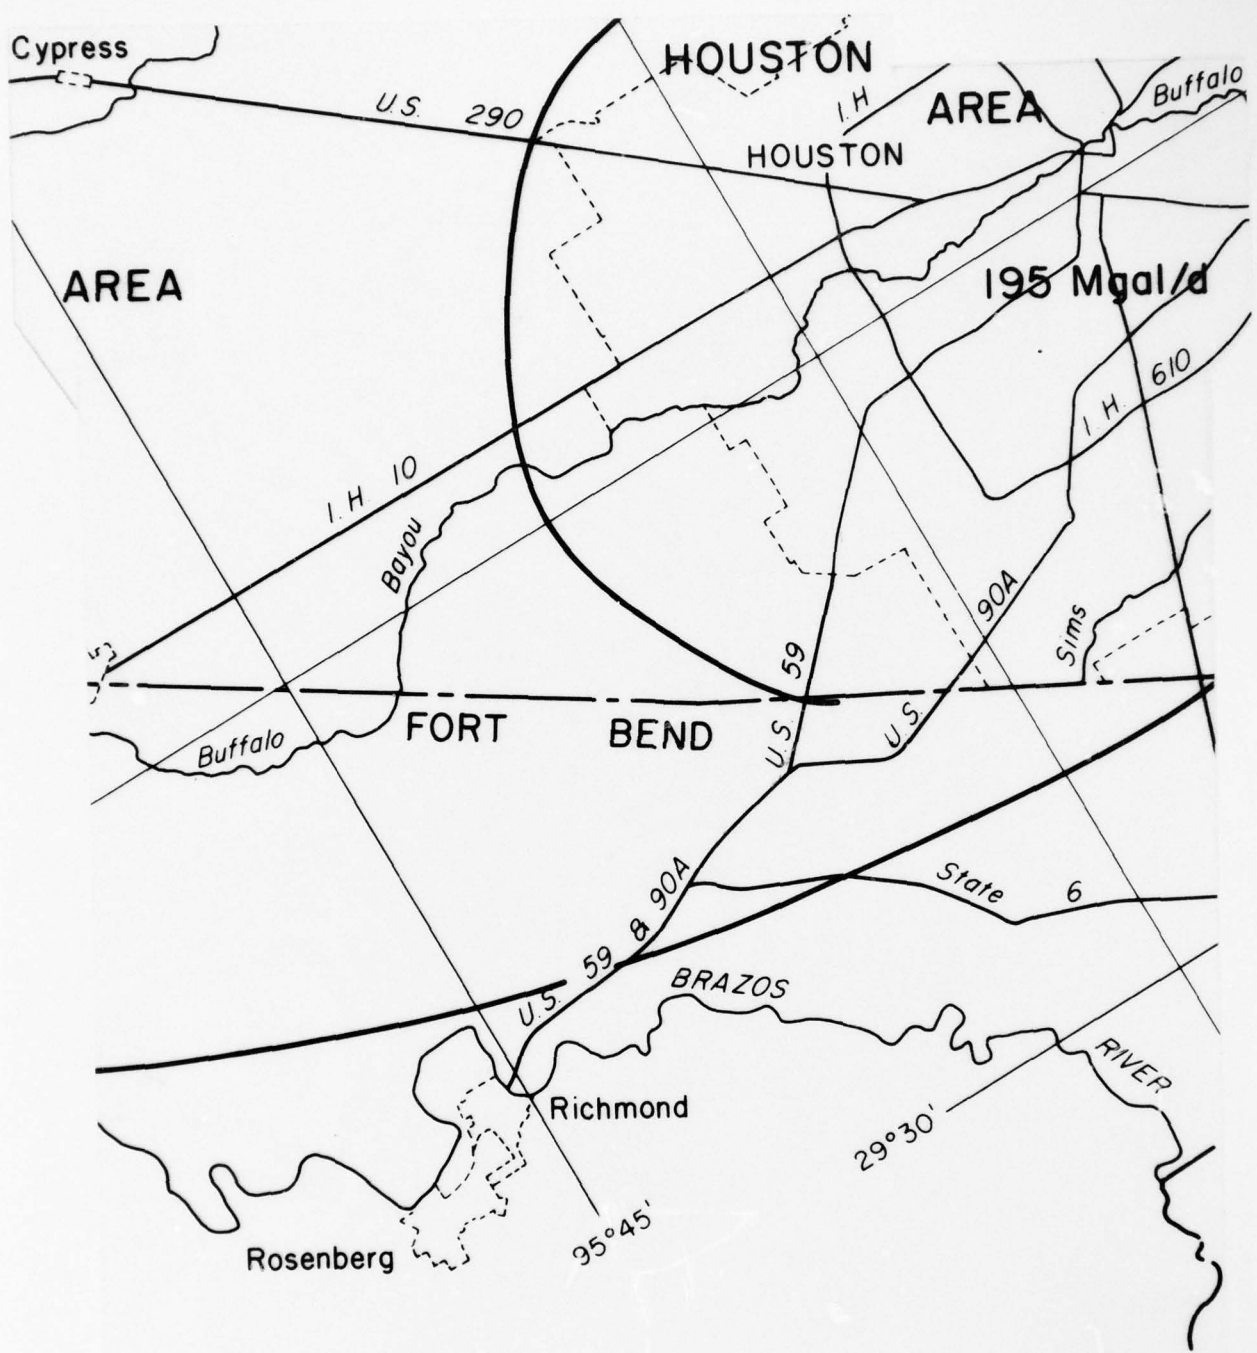 Cypress
HOUSTON
AREA
U.S. 290
I.H
Buffalo
HOUSTON
AREA
195 Mgal/d
I.H. 610
I.H. 10
Bayou
90A
Sims
59
U.S.
U.S.
FORT BEND
Buffalo
State 6
U.S. 59 & 90A
BRAZOS
RIVER
Richmond
29°30'
95°45'
Rosenberg